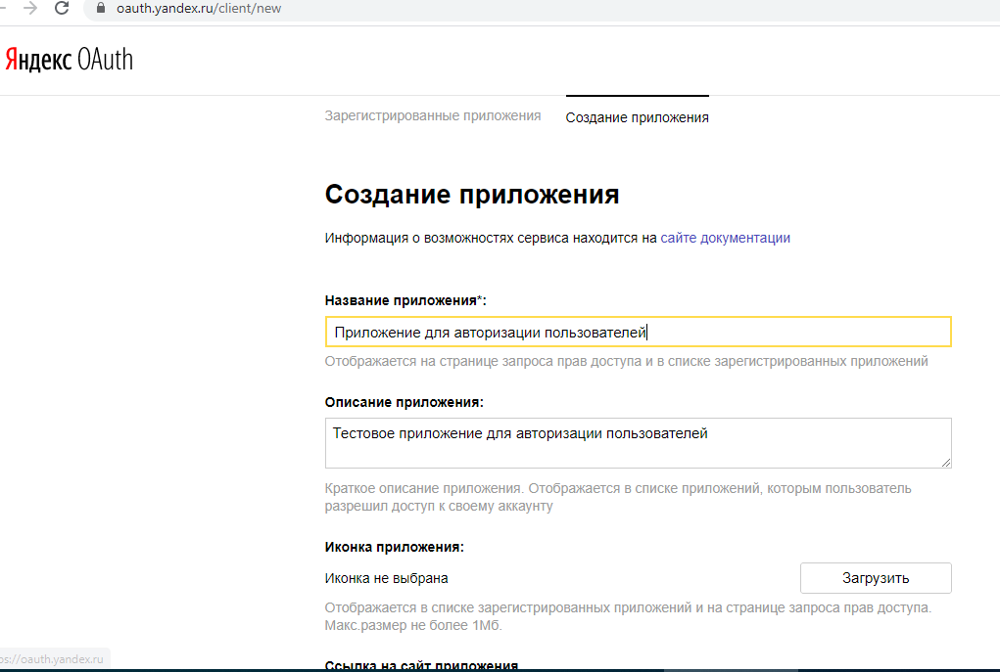 oauth.yandex.ru/client/new
Яндекс OAuth
Зарегистрированные приложения
Создание приложения
Создание приложения
Информация о возможностях сервиса находится на сайте документации
Название приложения*:
Приложение для авторизации пользователей
Отображается на странице запроса прав доступа и в списке зарегистрированных приложений
Описание приложения:
Тестовое приложение для авторизации пользователей
Краткое описание приложения. Отображается в списке приложений, которым пользователь
разрешил доступ к своему аккаунту
Иконка приложения:
Иконка не выбрана
Загрузить
Отображается в списке зарегистрированных приложений и на странице запроса прав доступа.
Макс.размер не более 1Мб.
ps://oauth.yandex.ru
Ссылка на сайт приложения